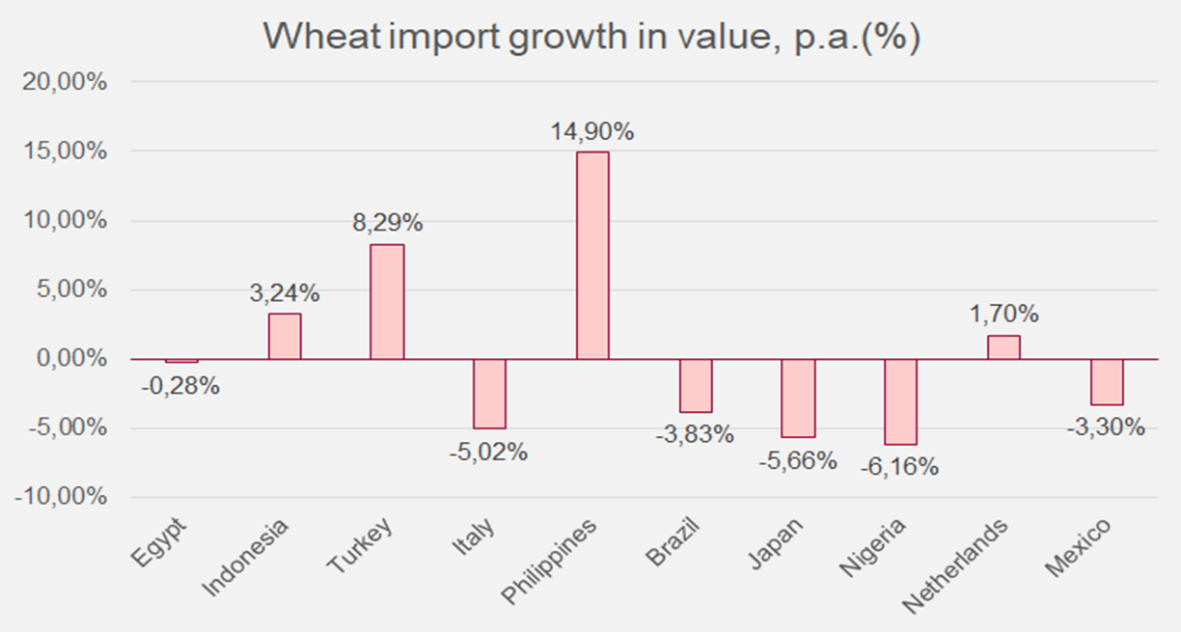 Wheat import growth in value, p.a.(%)
20,00%
15,00%
10,00%
5,00%
0,00%
-5,00%
-10,00%
-0,28%
3,24%
8,29%
-5,02%
14,90%
-3,83%
-5,66%
-6,16%
1,70%
-3,30%
Egypt
Indonesia
Turkey
Italy
Philippines
Brazil
Japan
Nigeria
Netherlands
Mexico